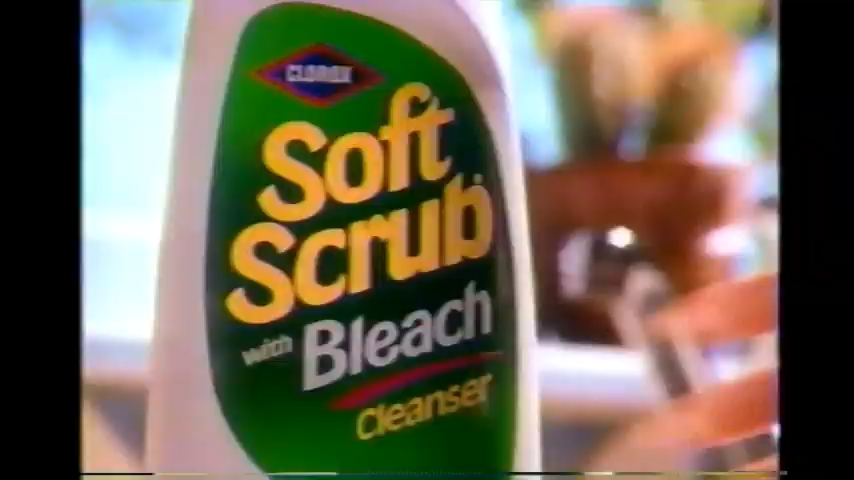 CLOROX
Soft
Scrub
with Bleach
cleanser